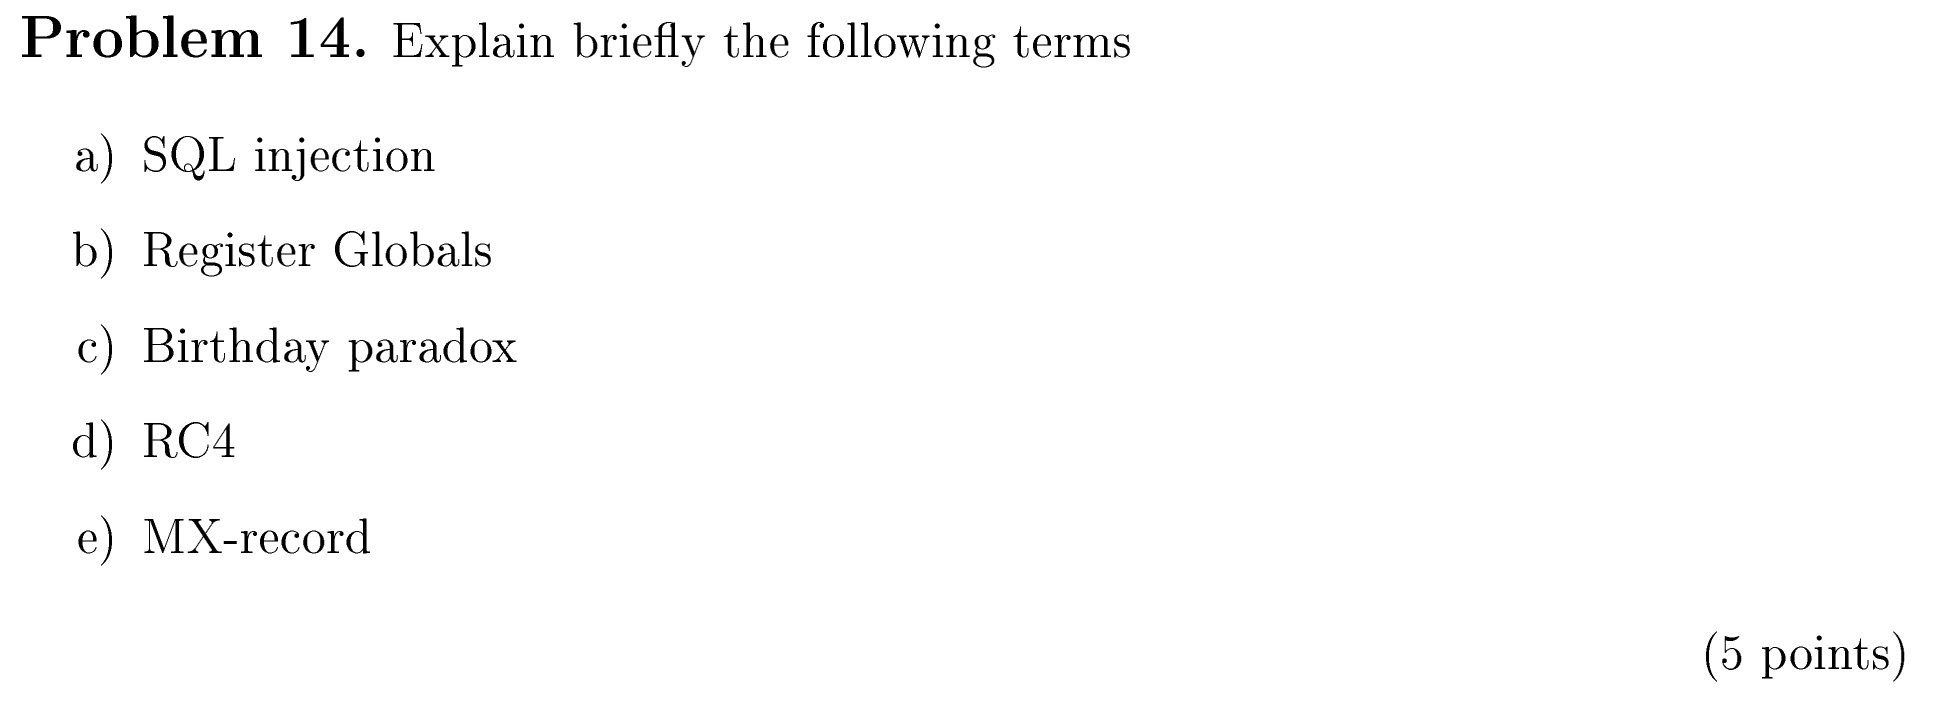 Problem 14. Explain briefly the following terms
a) SQL injection
b) Register Globals
c) Birthday paradox
d) RC4
e) MX-record
(5 points)